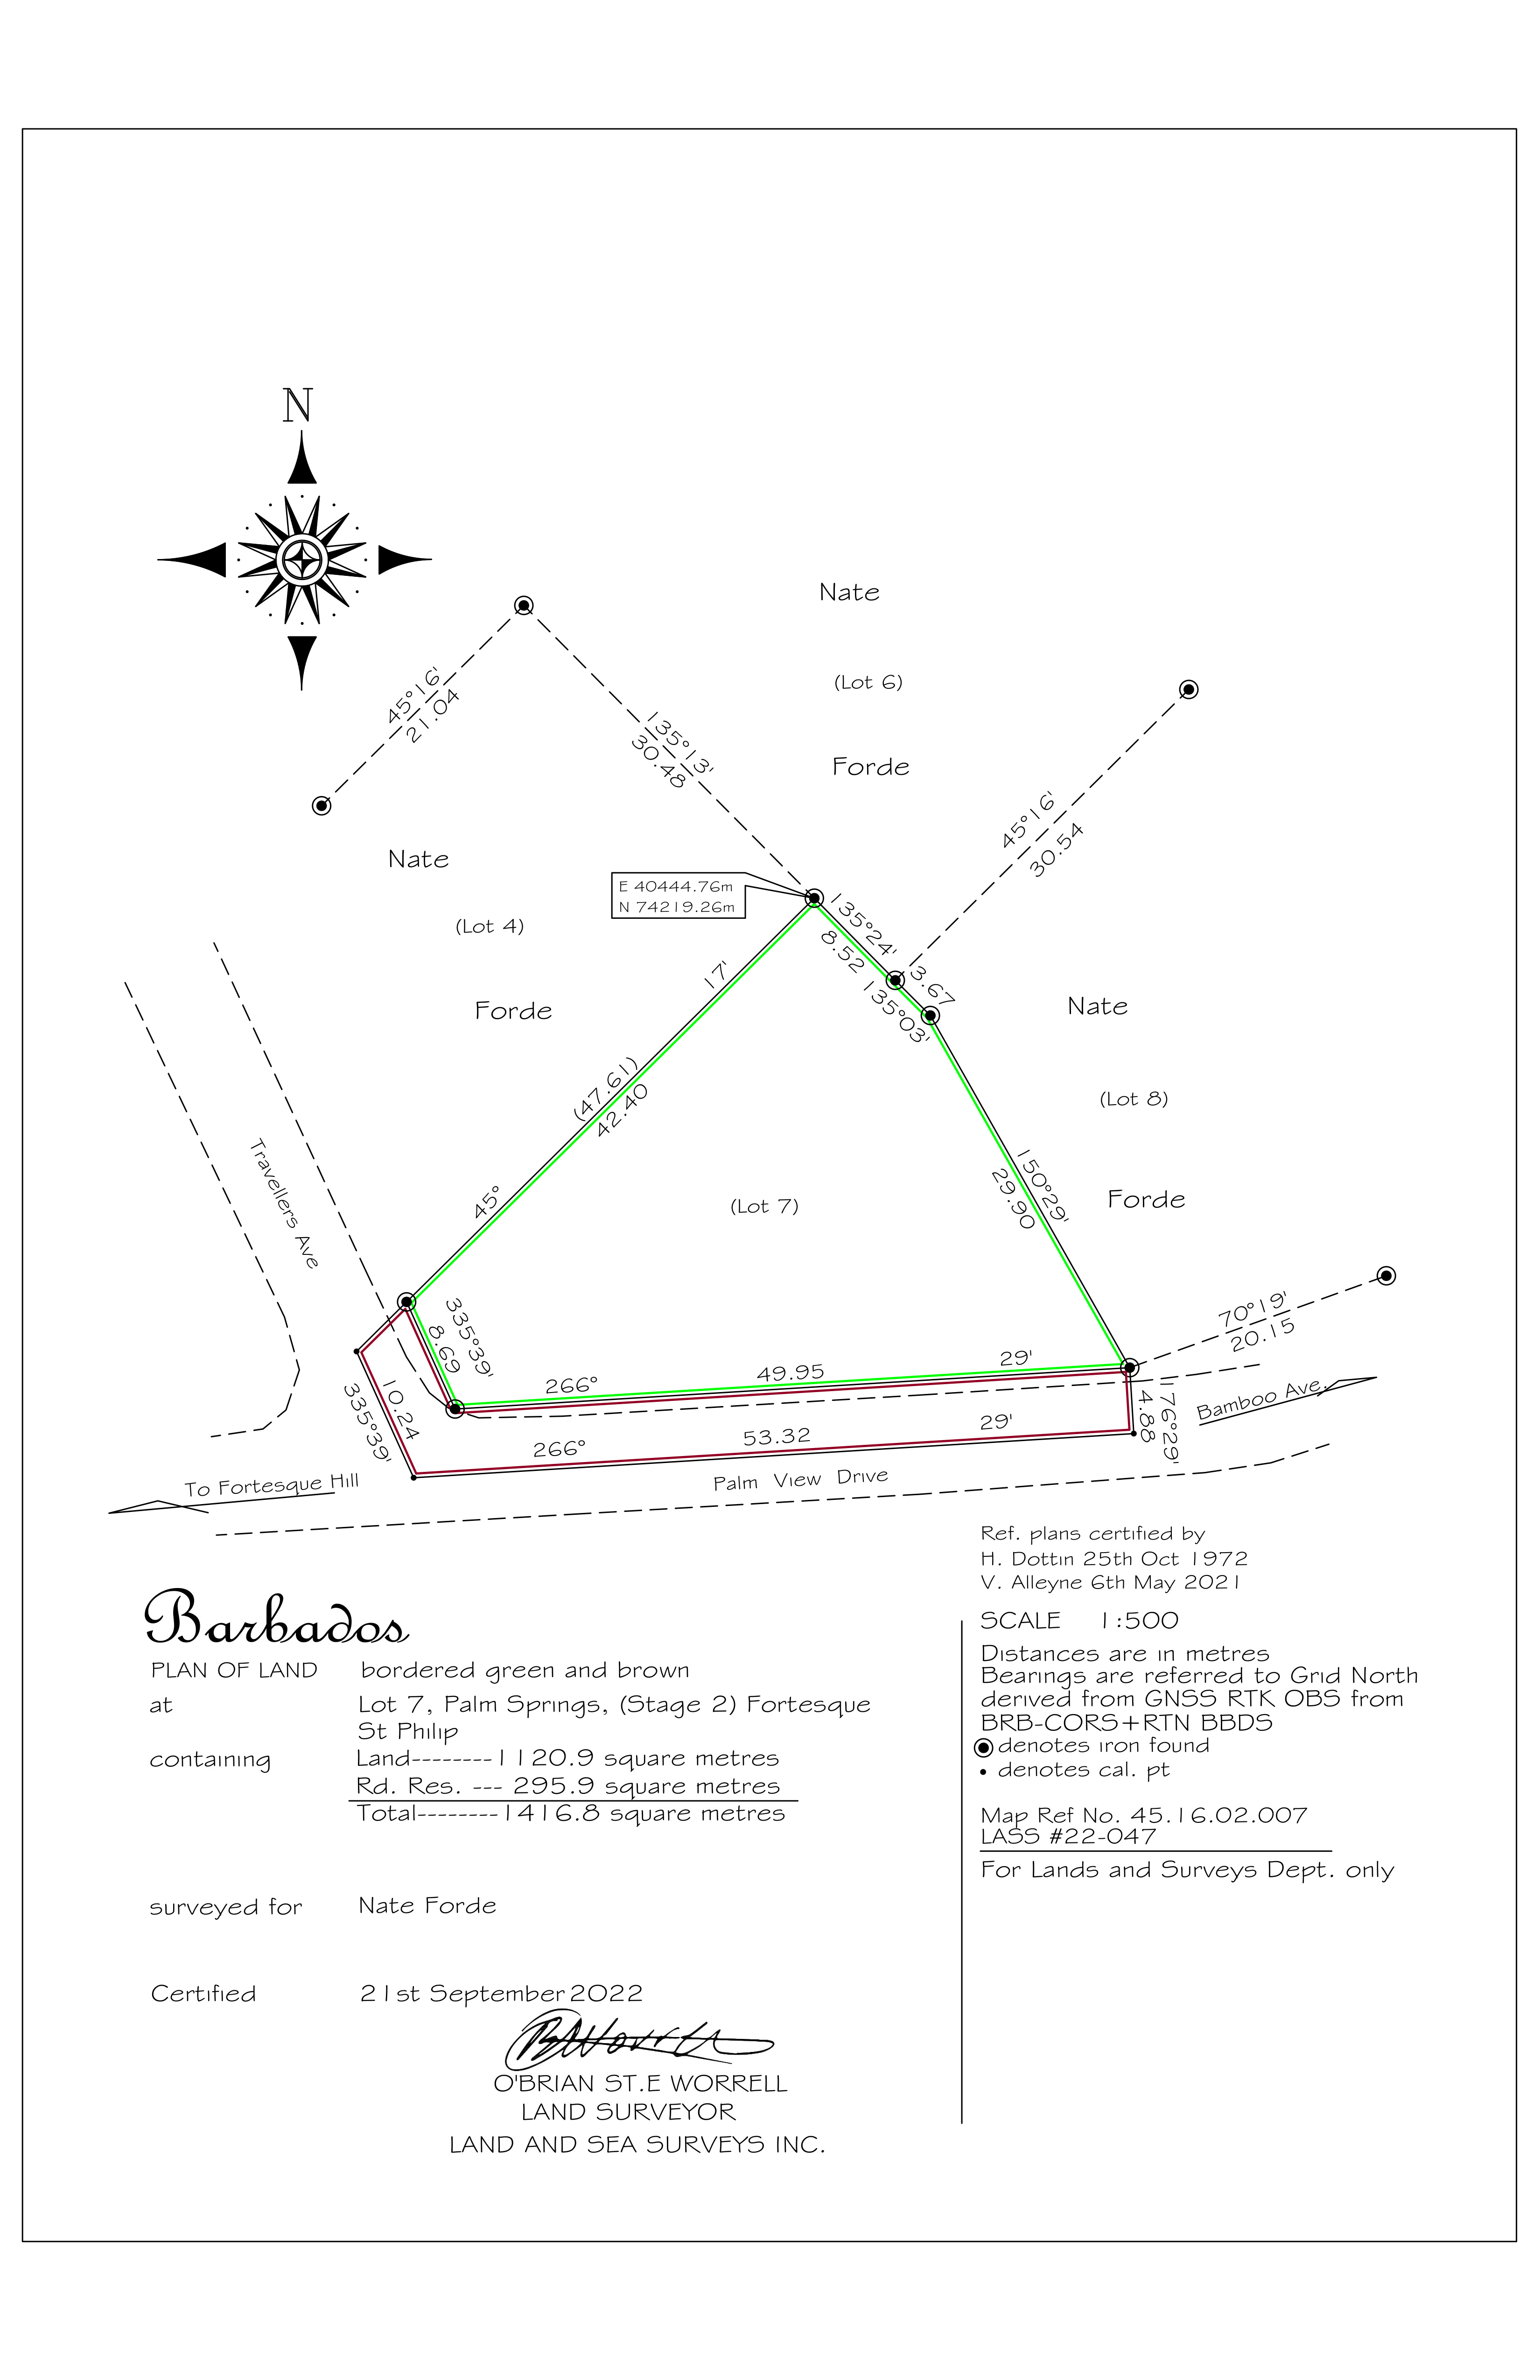 N
Nate
(Lot 6)
Forde
45°16'
21.04
135°13'
30.48
45°16'
30.54
Nate
(Lot 4)
Forde
E 40444.76m
N 74219.26m
135°24'
8.52
3.67
135°03'
Nate
(Lot 8)
Forde
17'
(47.61)
42.40
45°
(Lot 7)
150°29'
29.90
Travellers Ave
335°39'
8.69
70°19'
20.15
266° 49.95 29'
10.24
335°39'
266° 53.32 29'
4.88
176°29'
Bamboo Ave.
To Fortesque Hill
Palm View Drive
Ref. plans certified by
H. Dottin 25th Oct 1972
V. Alleyne 6th May 2021
Barbados
PLAN OF LAND bordered green and brown
at Lot 7, Palm Springs, (Stage 2) Fortesque
St Philip
containing Land--------1120.9 square metres
Rd. Res. --- 295.9 square metres
Total--------1416.8 square metres
surveyed for Nate Forde
Certified 21st September 2022
O'BRIAN ST.E WORRELL
LAND SURVEYOR
LAND AND SEA SURVEYS INC.
SCALE 1:500
Distances are in metres
Bearings are referred to Grid North
derived from GNSS RTK OBS from
BRB-CORS+RTN BBDS
denotes iron found
denotes cal. pt
Map Ref No. 45.16.02.007
LASS #22-047
For Lands and Surveys Dept. only